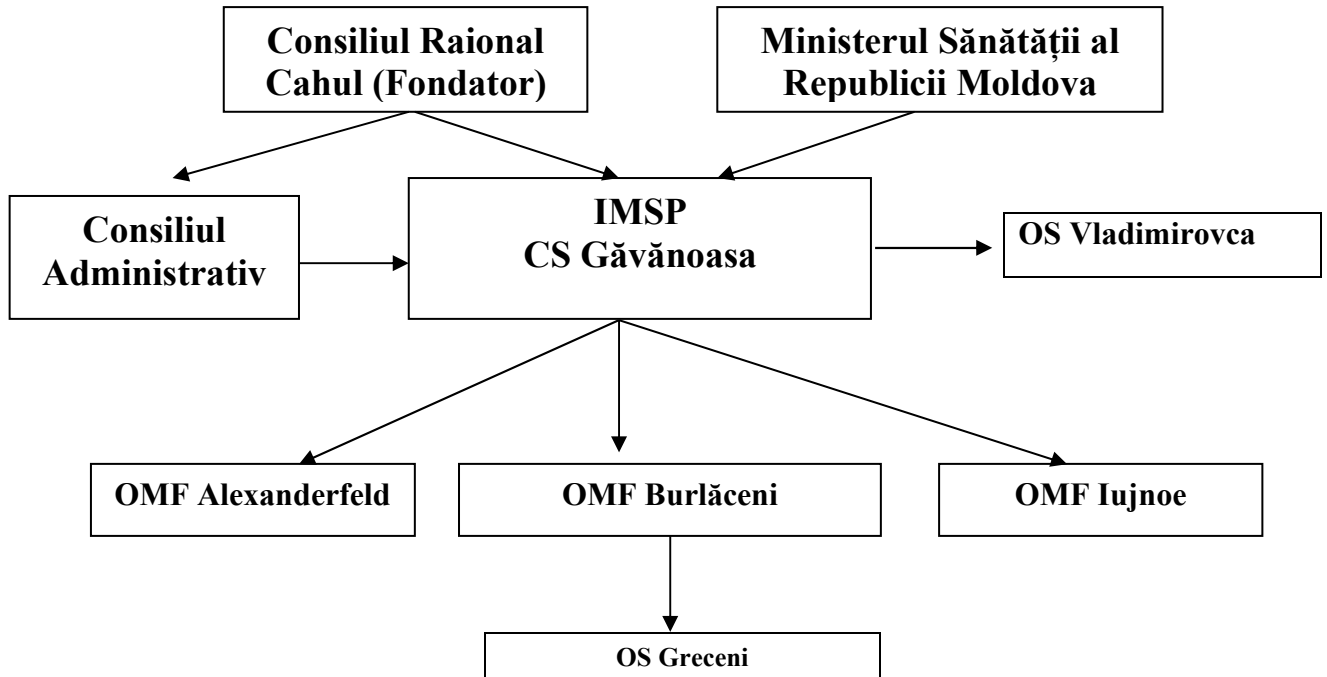 Consiliul Raional
Cahul (Fondator)
Ministerul Sănătății al
Republicii Moldova
Consiliul
Administrativ
IMSP
CS Găvănoasa
OS Vladimirovca
OMF Alexanderfeld
OMF Burlăceni
OMF Iujnoe
OS Greceni